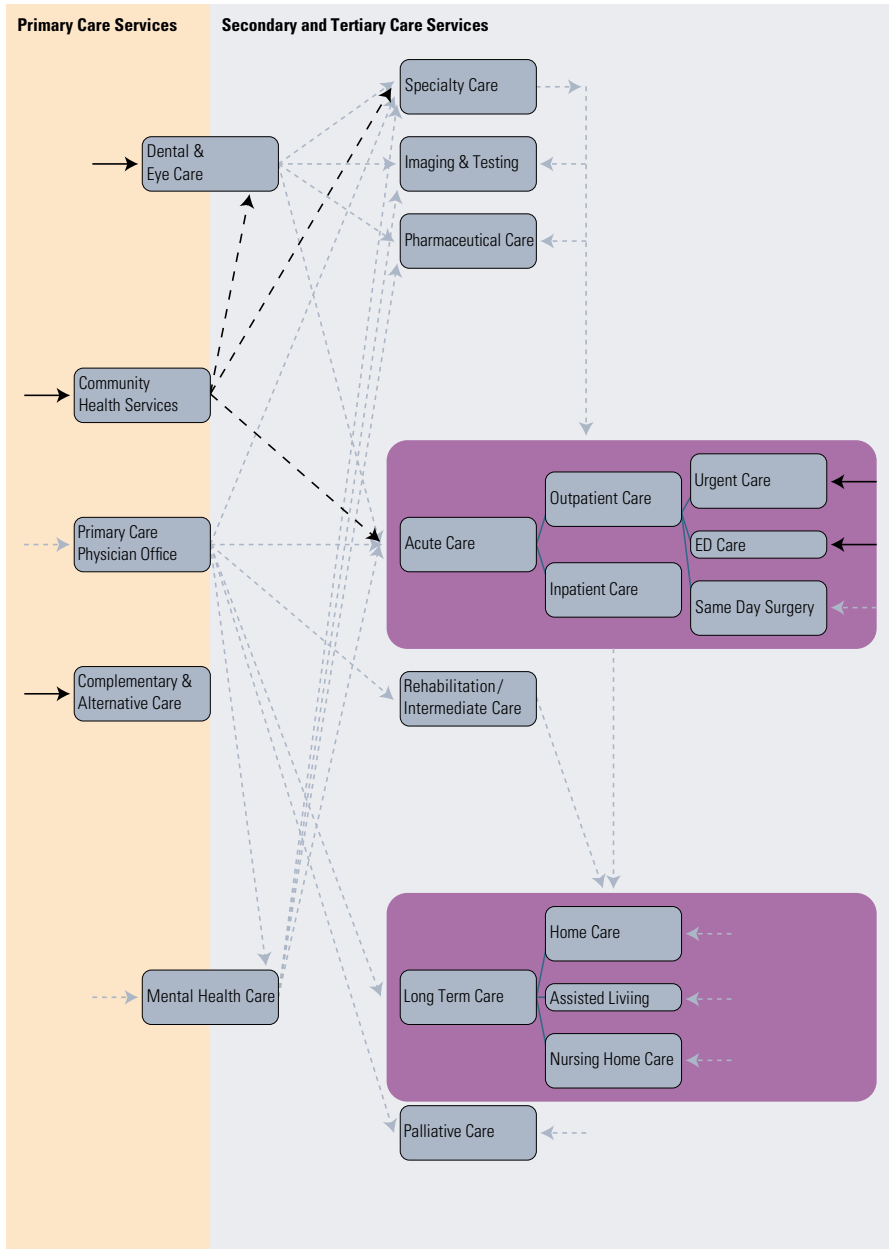 Primary Care Services
Secondary and Tertiary Care Services
Specialty Care
Dental &
Eye Care
Imaging & Testing
Pharmaceutical Care
Community
Health Services
Urgent Care
Outpatient Care
Primary Care
Physician Office
Acute Care
ED Care
Inpatient Care
Same Day Surgery
Complementary &
Alternative Care
Rehabilitation/
Intermediate Care
Home Care
Mental Health Care
Long Term Care
Assisted Liviing
Nursing Home Care
Palliative Care